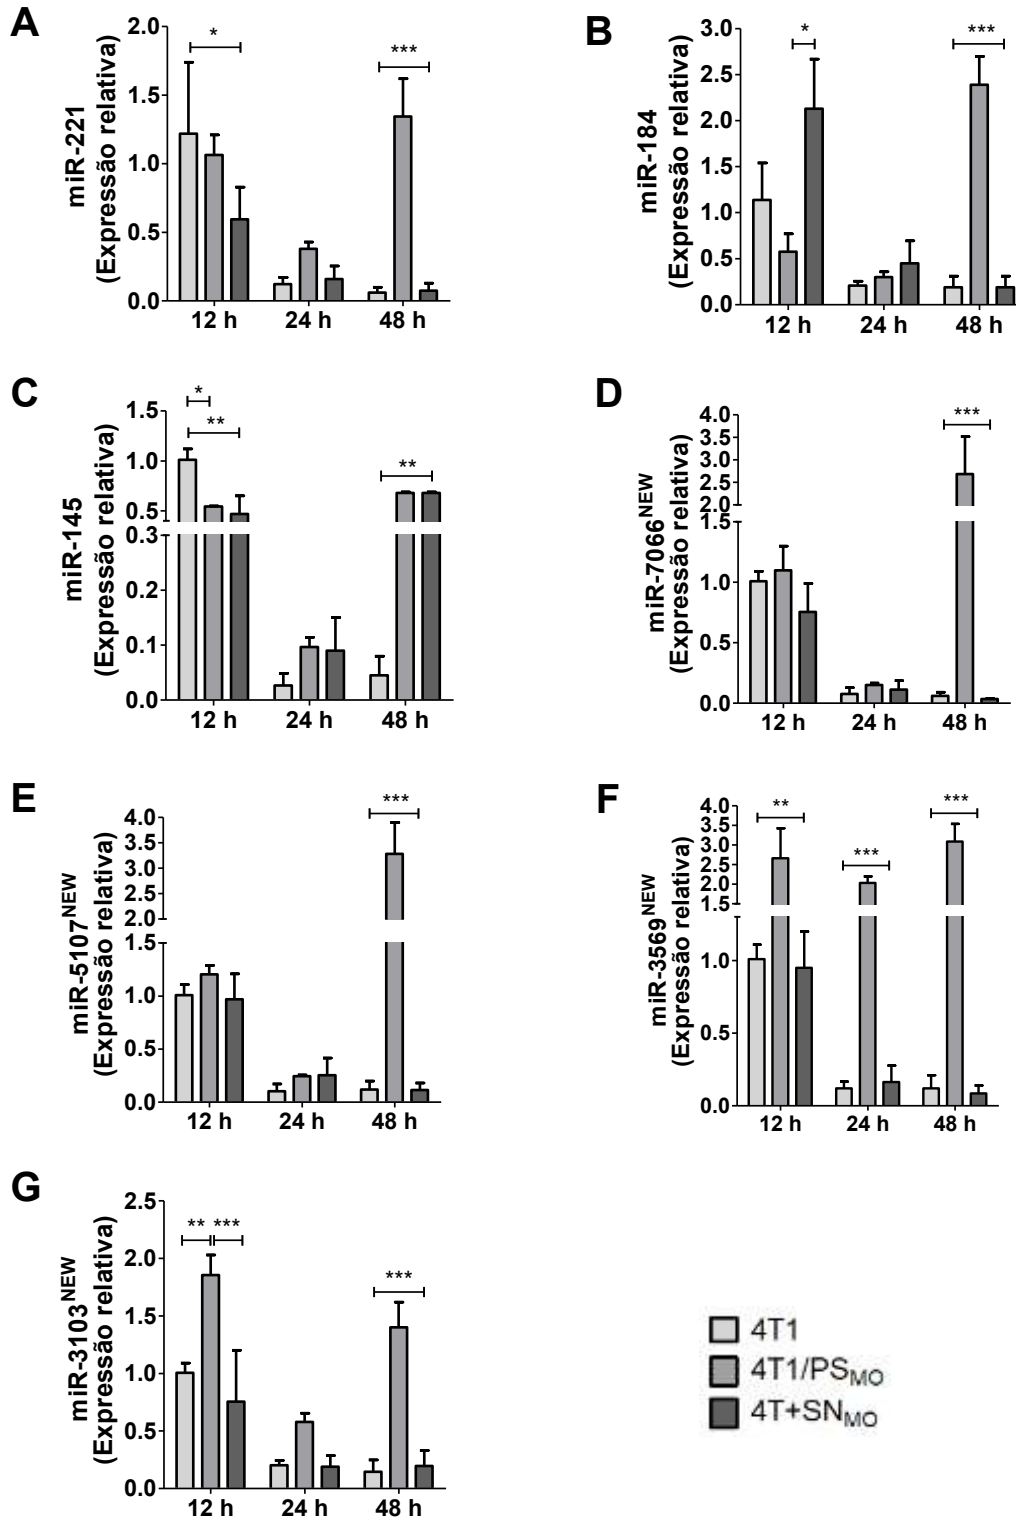 A
miR-221
(Expressão relativa)
2.0
1.5
1.0
0.5
0.0
*
***
12 h 24 h 48 h
B
miR-184
(Expressão relativa)
3.0
2.5
2.0
1.5
1.0
0.5
0.0
*
***
12 h 24 h 48 h
C
miR-145
(Expressão relativa)
1.5
1.0
0.5
0.3
0.2
0.1
0.0
*
**
**
12 h 24 h 48 h
D
miR-7066NEW
(Expressão relativa)
4.0
3.5
3.0
2.5
2.0
1.5
1.0
0.5
0.0
***
12 h 24 h 48 h
E
miR-5107NEW
(Expressão relativa)
4.0
3.5
3.0
2.5
2.0
1.5
1.0
0.5
0.0
***
12 h 24 h 48 h
F
miR-3569NEW
(Expressão relativa)
4.0
3.5
3.0
2.5
2.0
1.5
1.0
0.5
0.0
**
***
***
12 h 24 h 48 h
G
miR-3103NEW
(Expressão relativa)
2.5
2.0
1.5
1.0
0.5
0.0
** ***
***
12 h 24 h 48 h
4T1
4T1/PSMO
4T+SNMO